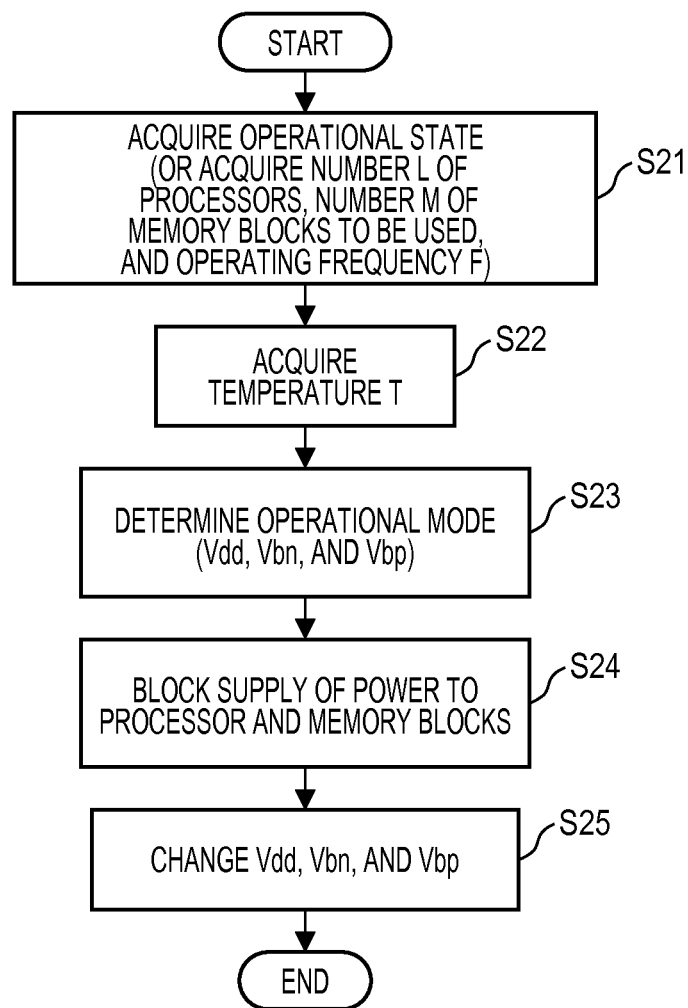 START
ACQUIRE OPERATIONAL STATE
(OR ACQUIRE NUMBER L OF
PROCESSORS, NUMBER M OF
MEMORY BLOCKS TO BE USED,
AND OPERATING FREQUENCY F)
S21
ACQUIRE
TEMPERATURE T
S22
DETERMINE OPERATIONAL MODE
(Vdd, Vbn, AND Vbp)
S23
BLOCK SUPPLY OF POWER TO
PROCESSOR AND MEMORY BLOCKS
S24
CHANGE Vdd, Vbn, AND Vbp
S25
END